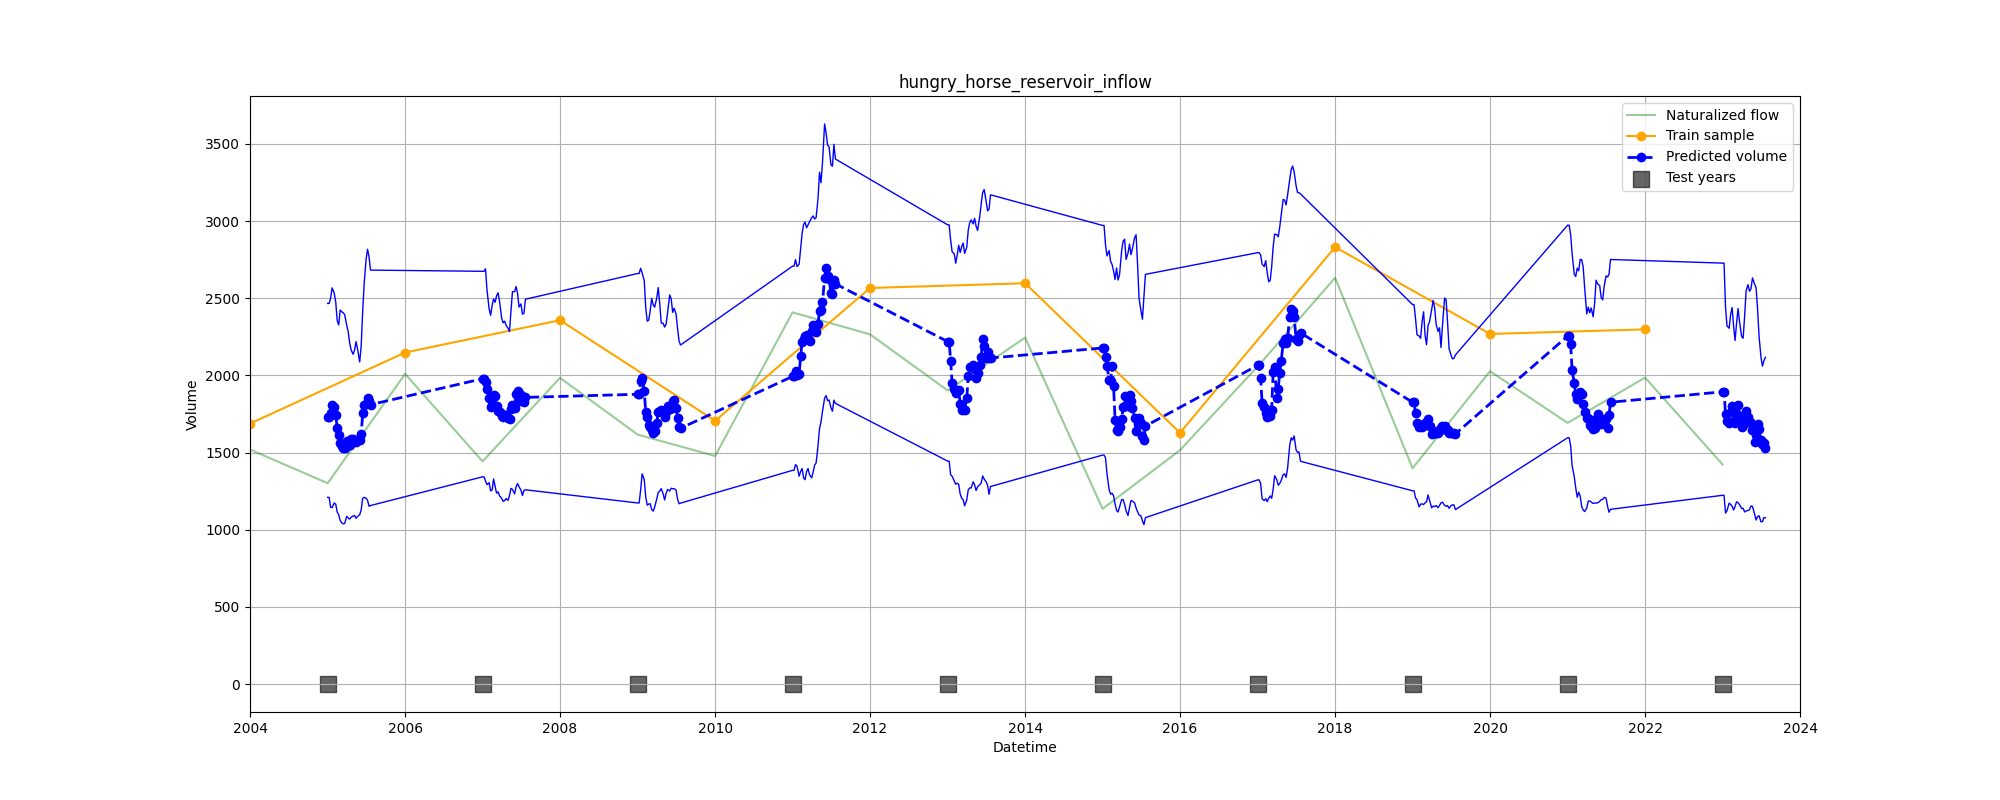 hungry_horse_reservoir_inflow
Naturalized flow
Train sample
Predicted volume
Test years
3500
3000
2500
2000
1500
1000
500
0
Volume
2004 2006 2008 2010 2012 2014 2016 2018 2020 2022 2024
Datetime